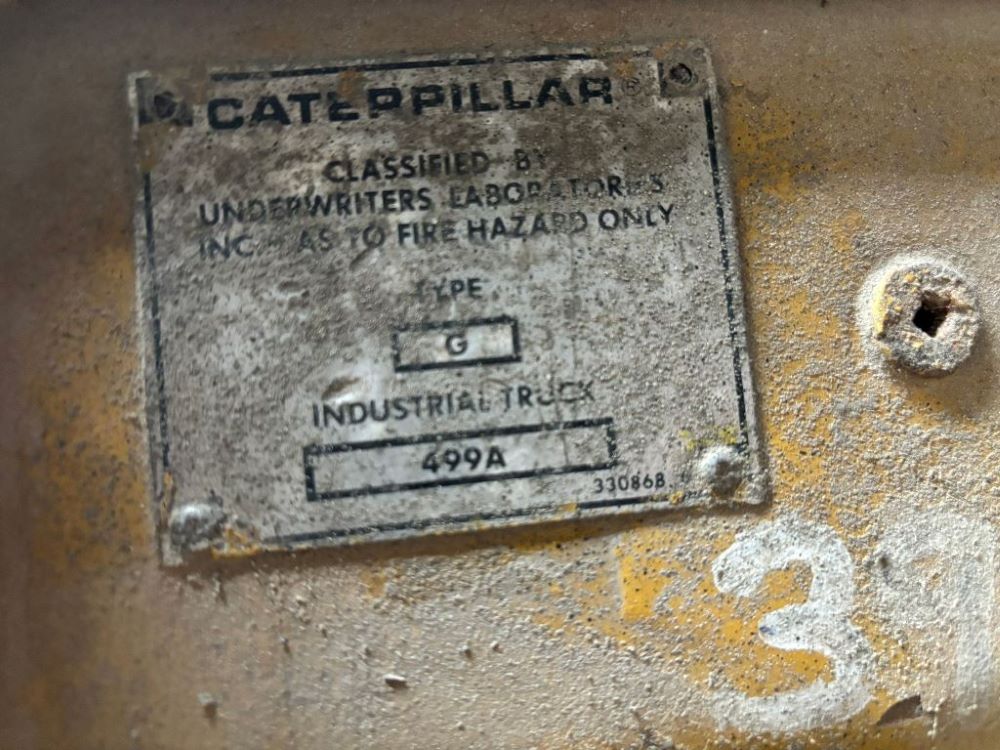 CATERPILLAR®
CLASSIFIED BY
UNDERWRITERS LABORATORIES
INC. AS TO FIRE HAZARD ONLY
TYPE
G
INDUSTRIAL TRUCK
499A
33086B
3